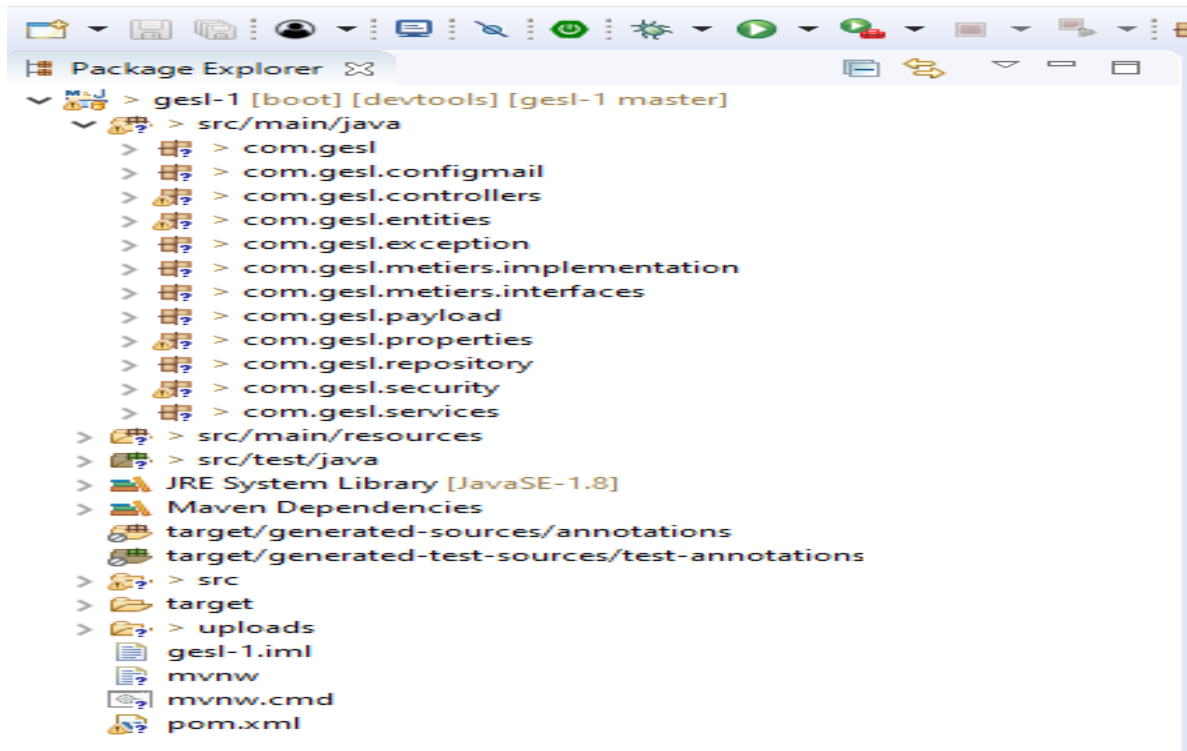 Package Explorer
> gesl-1 [boot] [devtools] [gesl-1 master]
> src/main/java
> com.gesl
> com.gesl.configmail
> com.gesl.controllers
> com.gesl.entities
> com.gesl.exception
> com.gesl.metiers.implementation
> com.gesl.metiers.interfaces
> com.gesl.payload
> com.gesl.properties
> com.gesl.repository
> com.gesl.security
> com.gesl.services
> src/main/resources
> src/test/java
JRE System Library [JavaSE-1.8]
Maven Dependencies
target/generated-sources/annotations
target/generated-test-sources/test-annotations
> src
target
> uploads
gesl-1.iml
mvnw
mvnw.cmd
pom.xml